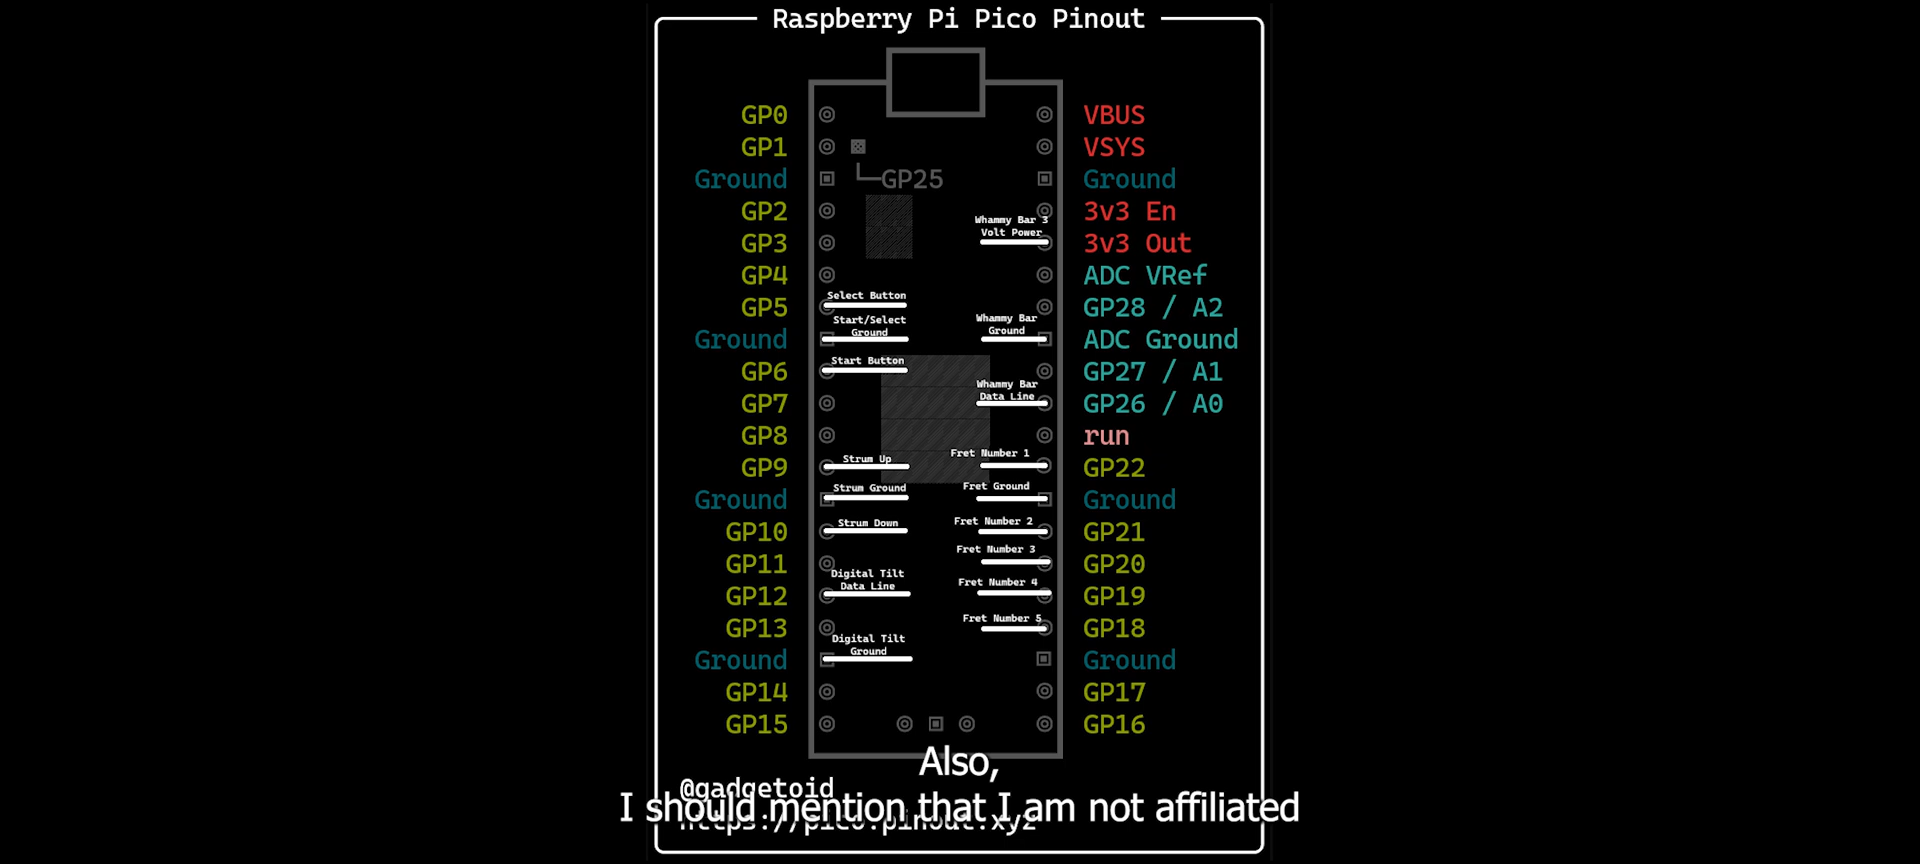 Raspberry Pi Pico Pinout
GP0
GP1
Ground
GP2
GP3
GP4
GP5
Ground
GP6
GP7
GP8
GP9
Ground
GP10
GP11
GP12
GP13
Ground
GP14
GP15
GP25
Select Button
Start/Select
Ground
Start Button
Strum Up
Strum Ground
Strum Down
Digital Tilt
Data Line
Digital Tilt
Ground
Whammy Bar 3
Volt Power
Whammy Bar
Ground
Whammy Bar
Data Line
Fret Number 1
Fret Ground
Fret Number 2
Fret Number 3
Fret Number 4
Fret Number 5
VBUS
VSYS
Ground
3v3 En
3v3 Out
ADC VRef
GP28 / A2
ADC Ground
GP27 / A1
GP26 / A0
run
GP22
Ground
GP21
GP20
GP19
GP18
Ground
GP17
GP16
@gadgetoid
https://pico.pinout.xyz
Also,
I should mention that I am not affiliated